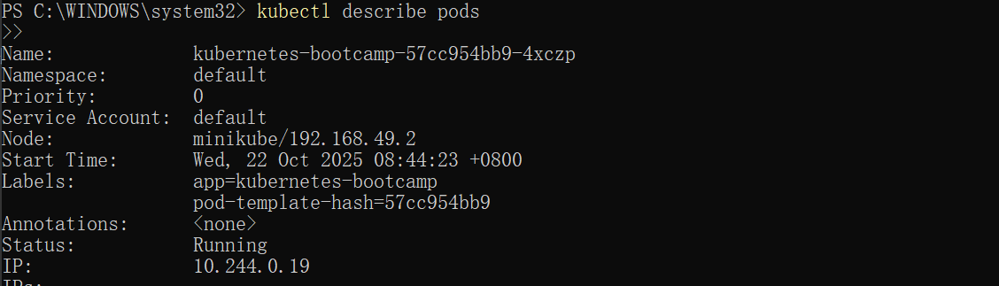 PS C:\WINDOWS\system32> kubectl describe pods
>>
Name:             kubernetes-bootcamp-57cc954bb9-4xczp
Namespace:        default
Priority:         0
Service Account:  default
Node:             minikube/192.168.49.2
Start Time:       Wed, 22 Oct 2025 08:44:23 +0800
Labels:           app=kubernetes-bootcamp
                  pod-template-hash=57cc954bb9
Annotations:      <none>
Status:           Running
IP:               10.244.0.19
IPs: